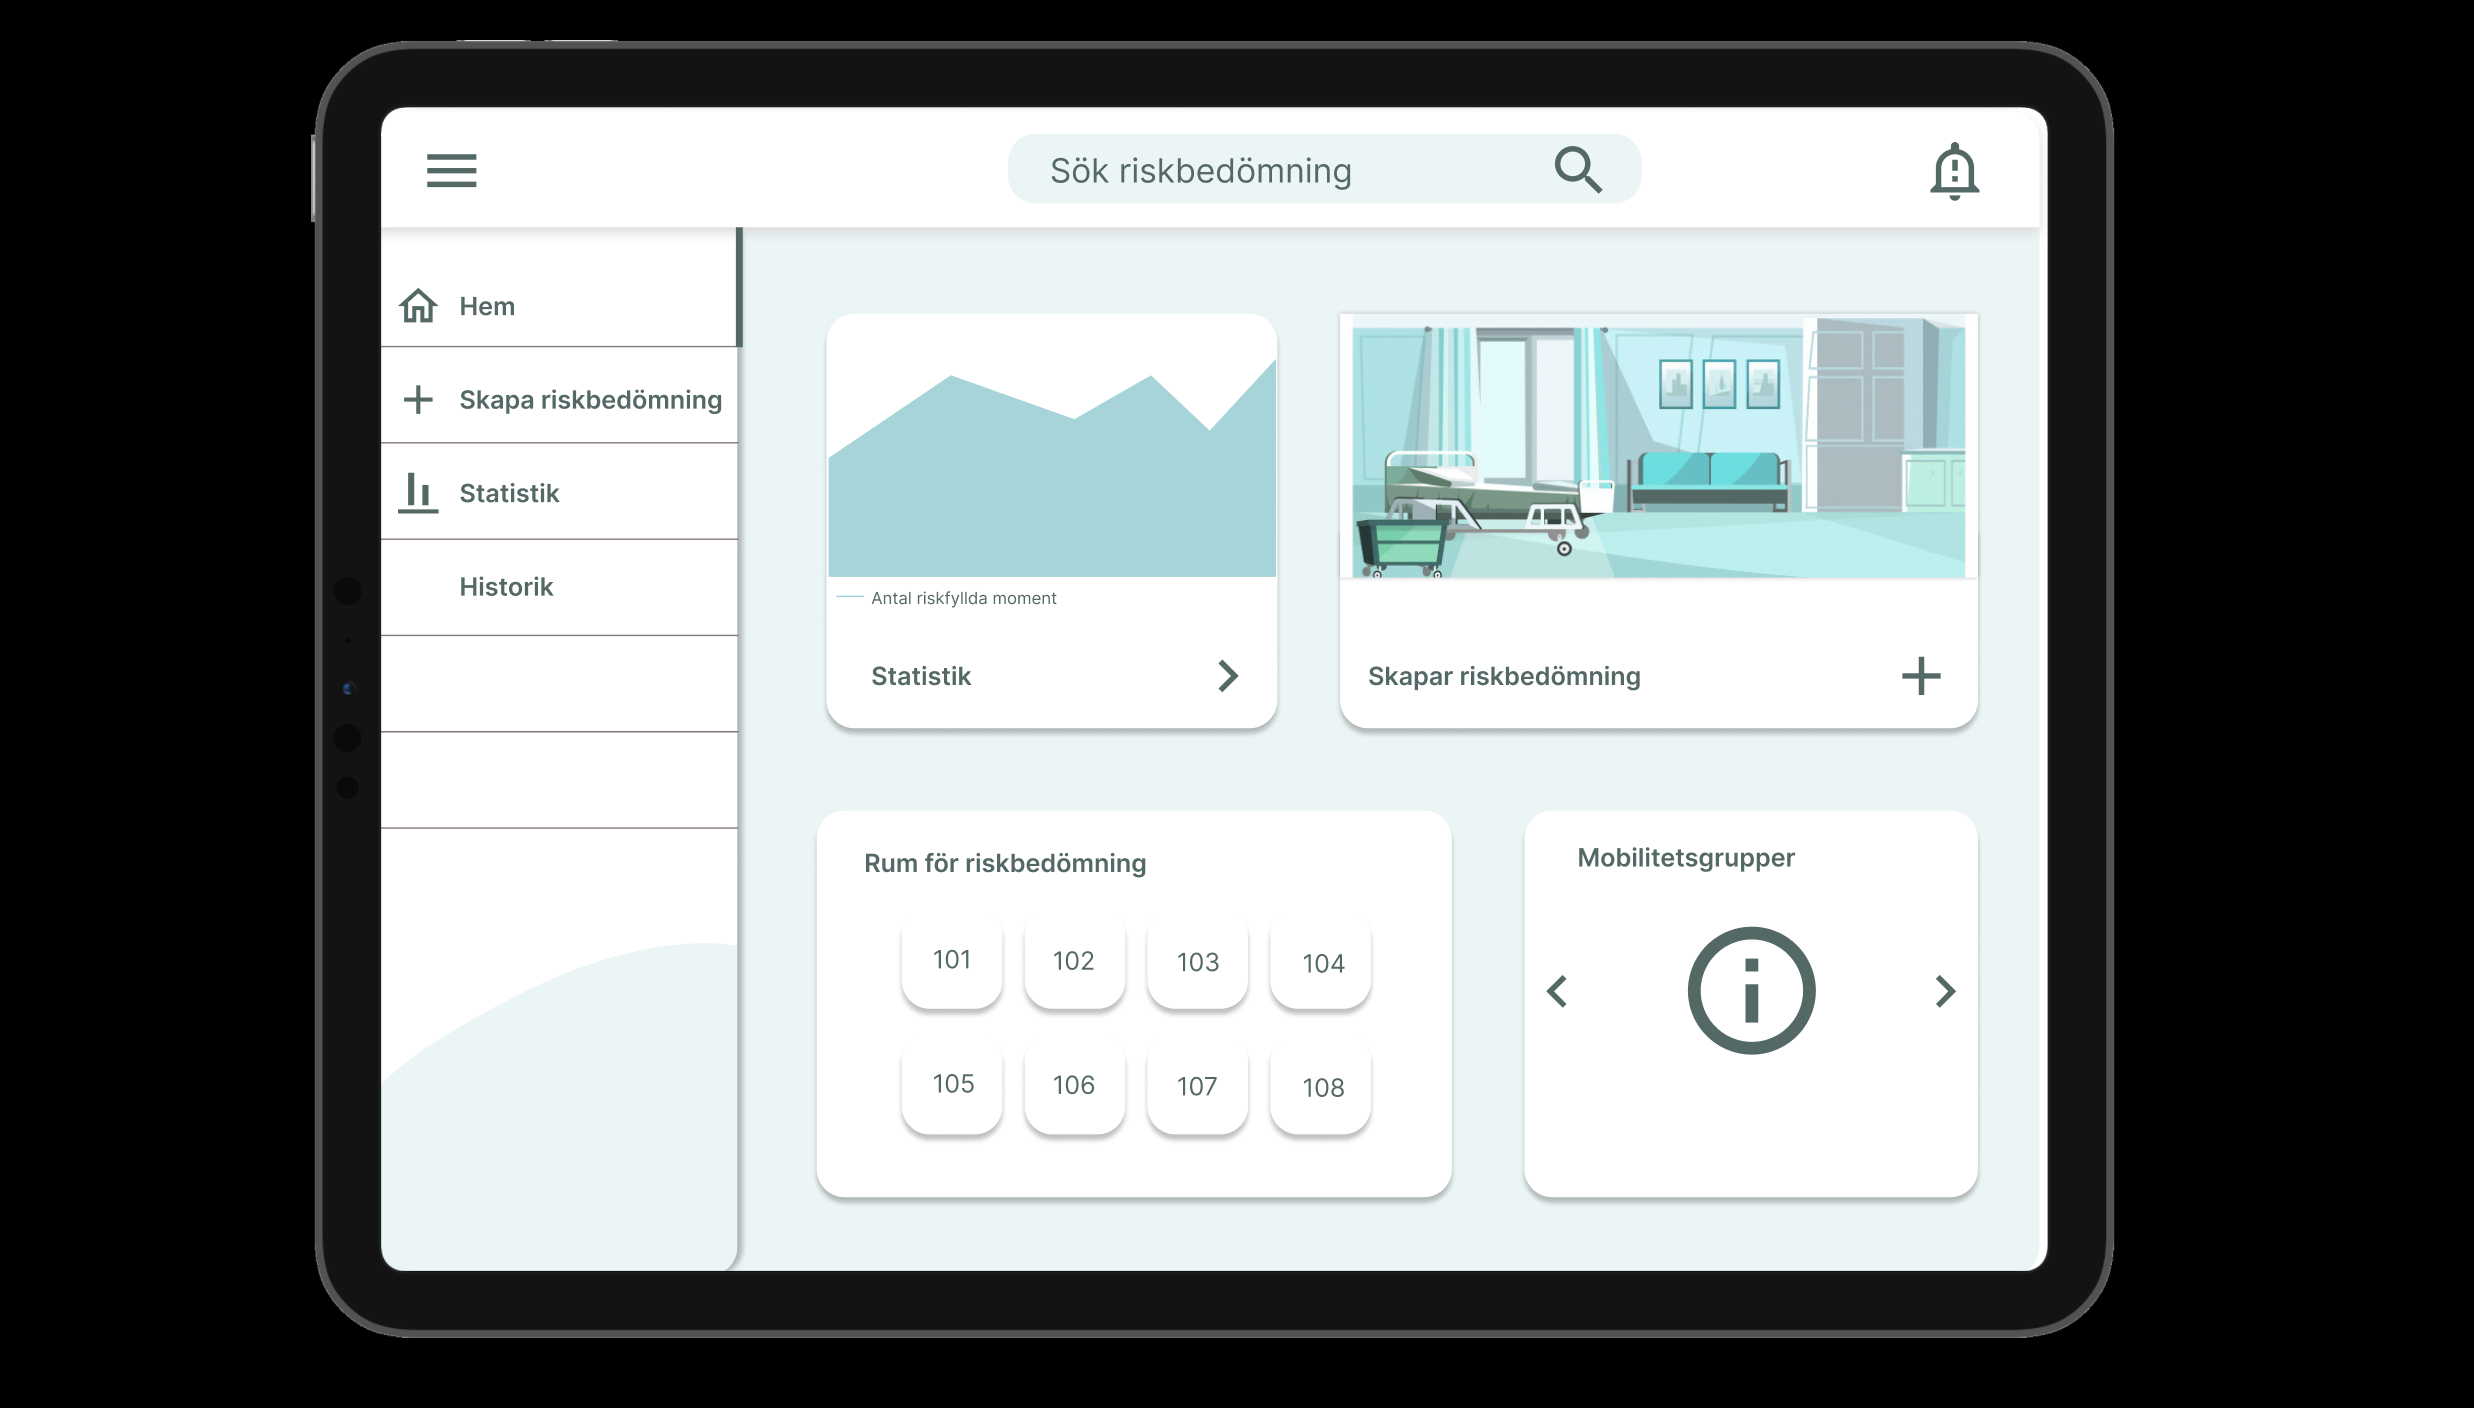 Sök riskbedömning
Hem
Skapa riskbedömning
Statistik
Historik
Antal riskfyllda moment
Statistik
Skapar riskbedömning
Rum för riskbedömning
101 102 103 104
105 106 107 108
Mobilitetsgrupper